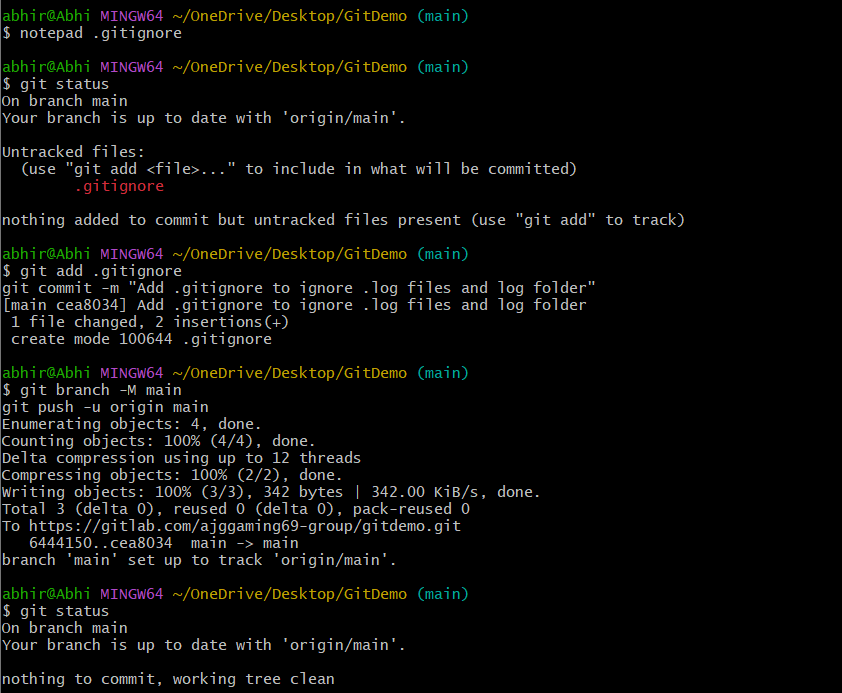 abhir@Abhi MINGW64 ~/OneDrive/Desktop/GitDemo (main)
$ notepad .gitignore
abhir@Abhi MINGW64 ~/OneDrive/Desktop/GitDemo (main)
$ git status
On branch main
Your branch is up to date with 'origin/main'.
Untracked files:
  (use "git add <file>..." to include in what will be committed)
        .gitignore
nothing added to commit but untracked files present (use "git add" to track)
abhir@Abhi MINGW64 ~/OneDrive/Desktop/GitDemo (main)
$ git add .gitignore
git commit -m "Add .gitignore to ignore .log files and log folder"
[main cea8034] Add .gitignore to ignore .log files and log folder
 1 file changed, 2 insertions(+)
 create mode 100644 .gitignore
abhir@Abhi MINGW64 ~/OneDrive/Desktop/GitDemo (main)
$ git branch -M main
git push -u origin main
Enumerating objects: 4, done.
Counting objects: 100% (4/4), done.
Delta compression using up to 12 threads
Compressing objects: 100% (2/2), done.
Writing objects: 100% (3/3), 342 bytes | 342.00 KiB/s, done.
Total 3 (delta 0), reused 0 (delta 0), pack-reused 0
To https://gitlab.com/ajggaming69-group/gitdemo.git
   6444150..cea8034  main -> main
branch 'main' set up to track 'origin/main'.
abhir@Abhi MINGW64 ~/OneDrive/Desktop/GitDemo (main)
$ git status
On branch main
Your branch is up to date with 'origin/main'.
nothing to commit, working tree clean